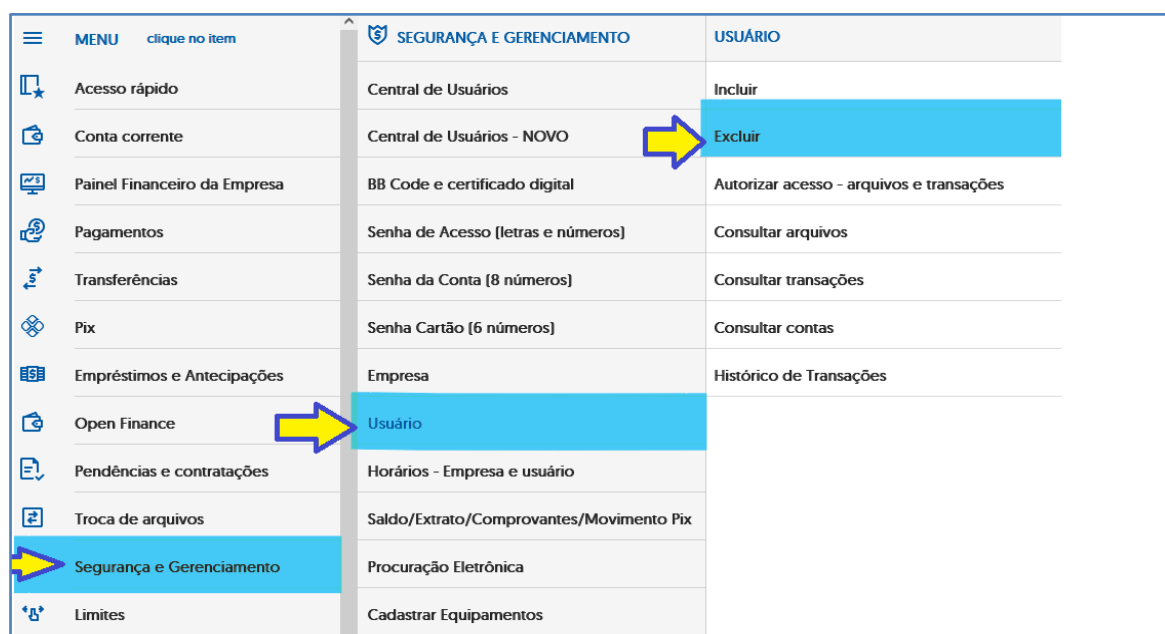 MENU clique no item
Acesso rápido
Conta corrente
Painel Financeiro da Empresa
Pagamentos
Transferências
Pix
Empréstimos e Antecipações
Open Finance
Pendências e contratações
Troca de arquivos
Segurança e Gerenciamento
Limites
SEGURANÇA E GERENCIAMENTO
Central de Usuários
Central de Usuários - NOVO
BB Code e certificado digital
Senha de Acesso (letras e números)
Senha da Conta (8 números)
Senha Cartão (6 números)
Empresa
Usuário
Horários - Empresa e usuário
Saldo/Extrato/Comprovantes/Movimento Pix
Procuração Eletrônica
Cadastrar Equipamentos
USUÁRIO
Incluir
Excluir
Autorizar acesso - arquivos e transações
Consultar arquivos
Consultar transações
Consultar contas
Histórico de Transações